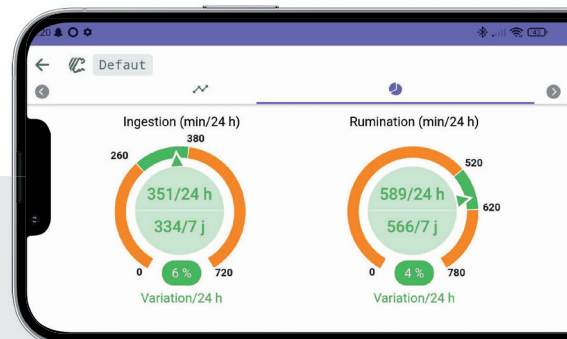 20
43
Defaut
Ingestion (min/24 h)
380
260
351/24 h
334/7 j
0
6 %
720
Variation/24 h
Rumination (min/24 h)
520
589/24 h
620
566/7 j
0
4 %
780
Variation/24 h